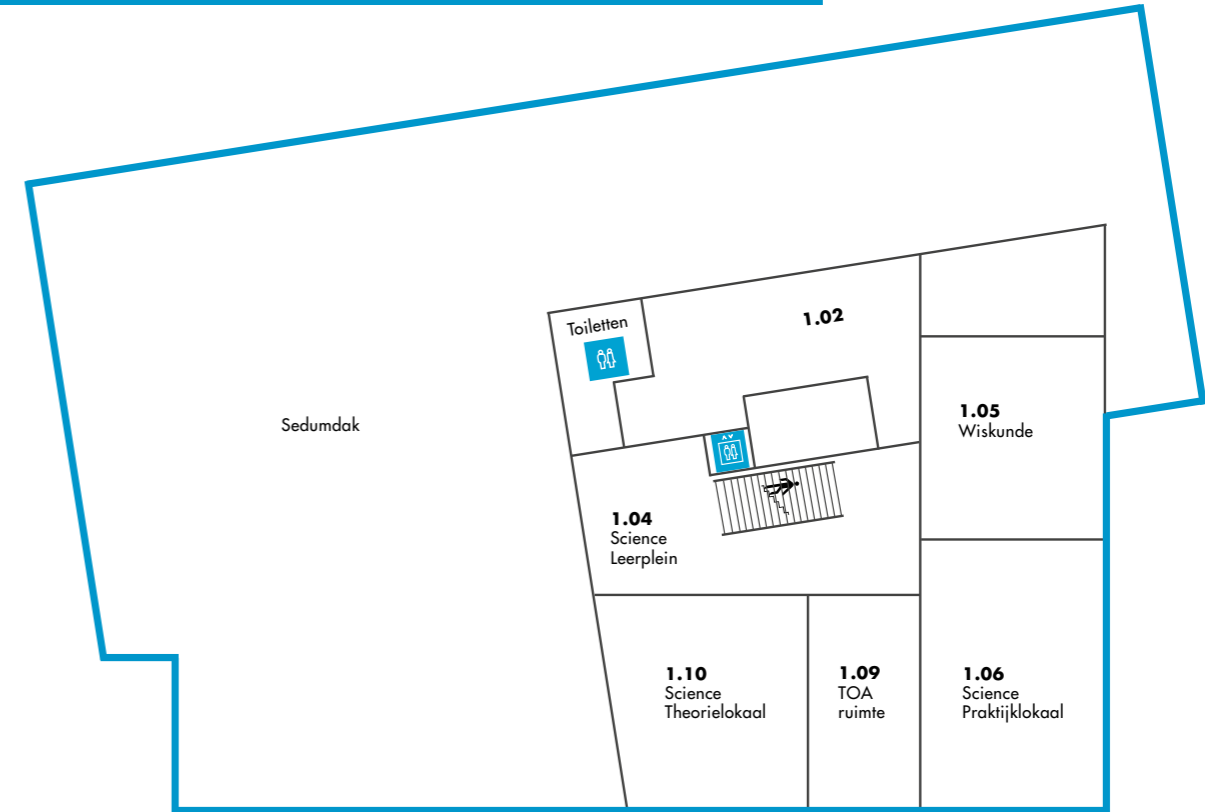 Toiletten
1.02
Sedumdak
1.05
Wiskunde
1.04
Science
Leerplein
1.10
Science
Theorielokaal
1.09
TOA
ruimte
1.06
Science
Praktijklokaal